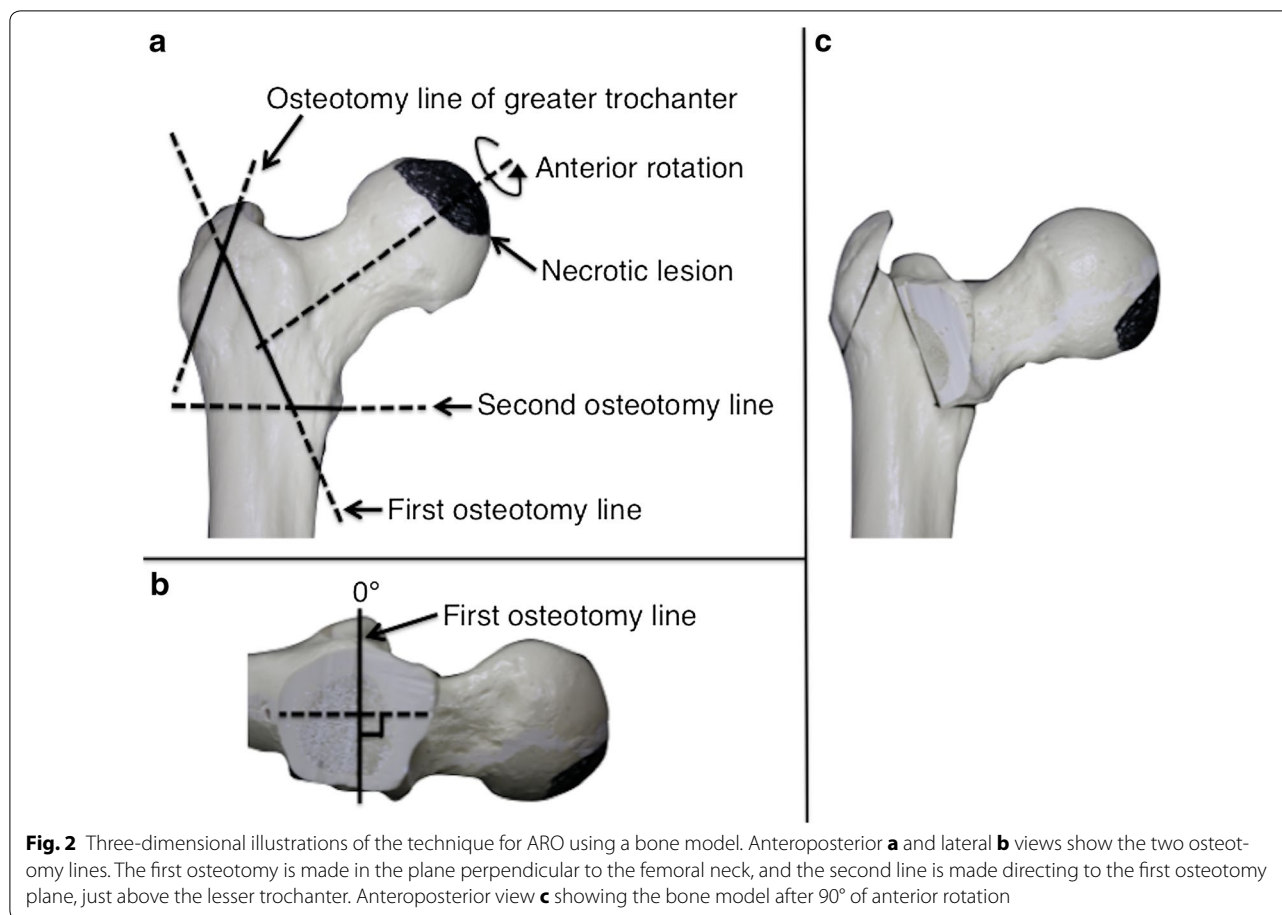 a
Osteotomy line of greater trochanter
Anterior rotation
Necrotic lesion
Second osteotomy line
First osteotomy line
b
0°
First osteotomy line
c
Fig. 2 Three-dimensional illustrations of the technique for ARO using a bone model. Anteroposterior a and lateral b views show the two osteot-
omy lines. The first osteotomy is made in the plane perpendicular to the femoral neck, and the second line is made directing to the first osteotomy
plane, just above the lesser trochanter. Anteroposterior view c showing the bone model after 90° of anterior rotation